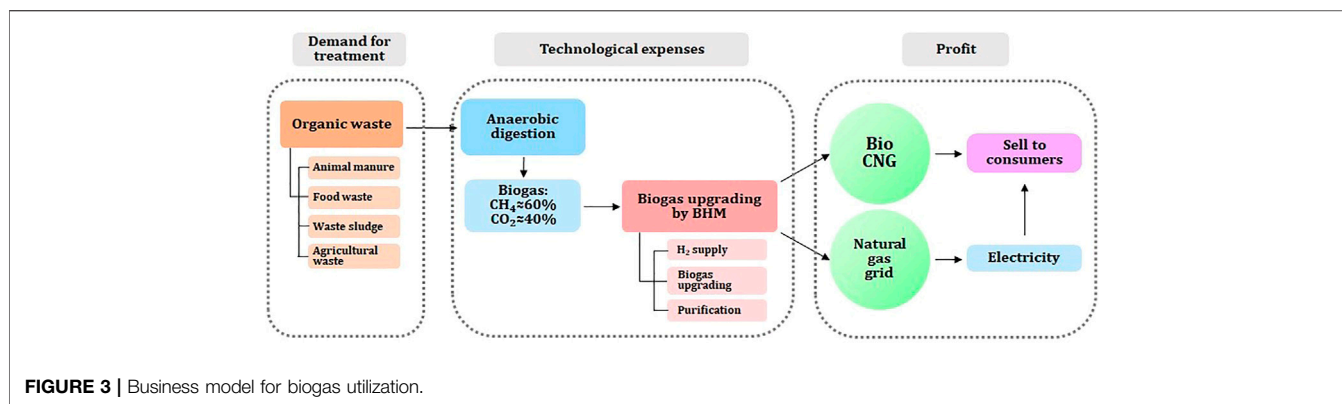 Demand for
treatment
Technological expenses
Profit
Organic waste
Animal manure
Food waste
Waste sludge
Agricultural
waste
Anaerobic
digestion
Biogas:
CH₄≈60%
CO₂≈40%
Biogas upgrading
by BHM
H₂ supply
Biogas
upgrading
Purification
Bio
CNG
Natural
gas
grid
Sell to
consumers
Electricity
FIGURE 3 | Business model for biogas utilization.